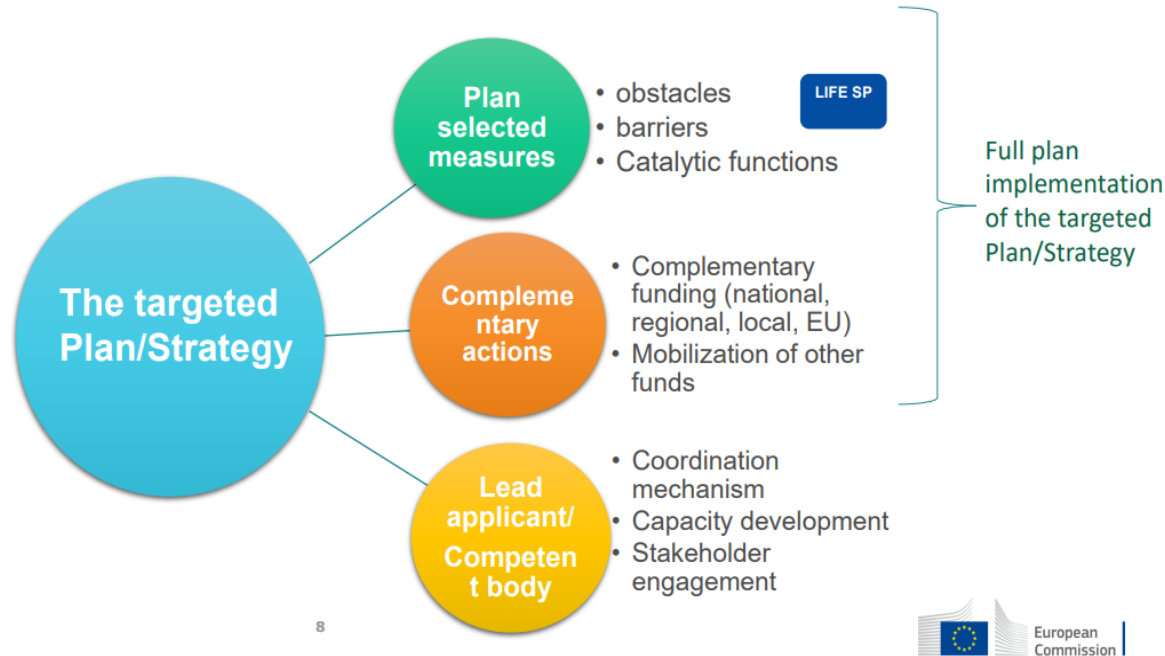 The targeted
Plan/Strategy
Plan
selected
measures
• obstacles
• barriers
• Catalytic functions
LIFE SP
Compleme
ntary
actions
• Complementary
funding (national,
regional, local, EU)
• Mobilization of other
funds
Full plan
implementation
of the targeted
Plan/Strategy
Lead
applicant/
Competen
t body
• Coordination
mechanism
• Capacity development
• Stakeholder
engagement
8
European
Commission